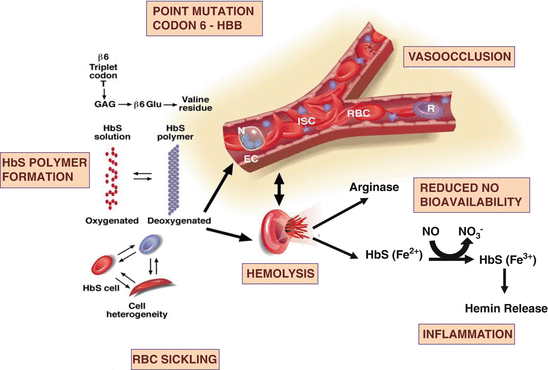 POINT MUTATION
CODON 6 - HBB
β6
Triplet
codon
T
GAG
β6 Glu
Valine
residue
VASOOCCLUSION
N
EC
ISC
RBC
R
HbS
solution
HbS
polymer
HbS POLYMER
FORMATION
Oxygenated
Deoxygenated
HbS cell
Cell
heterogeneity
RBC SICKLING
HEMOLYSIS
Arginase
REDUCED NO
BIOAVAILABILITY
NO
NO₃⁻
HbS (Fe²⁺)
HbS (Fe³⁺)
Hemin Release
INFLAMMATION